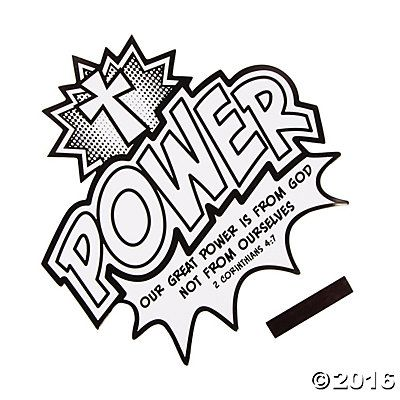 POWER
OUR GREAT POWER IS FROM GOD
NOT FROM OURSELVES
2 CORINTHIANS 4:7
©2016